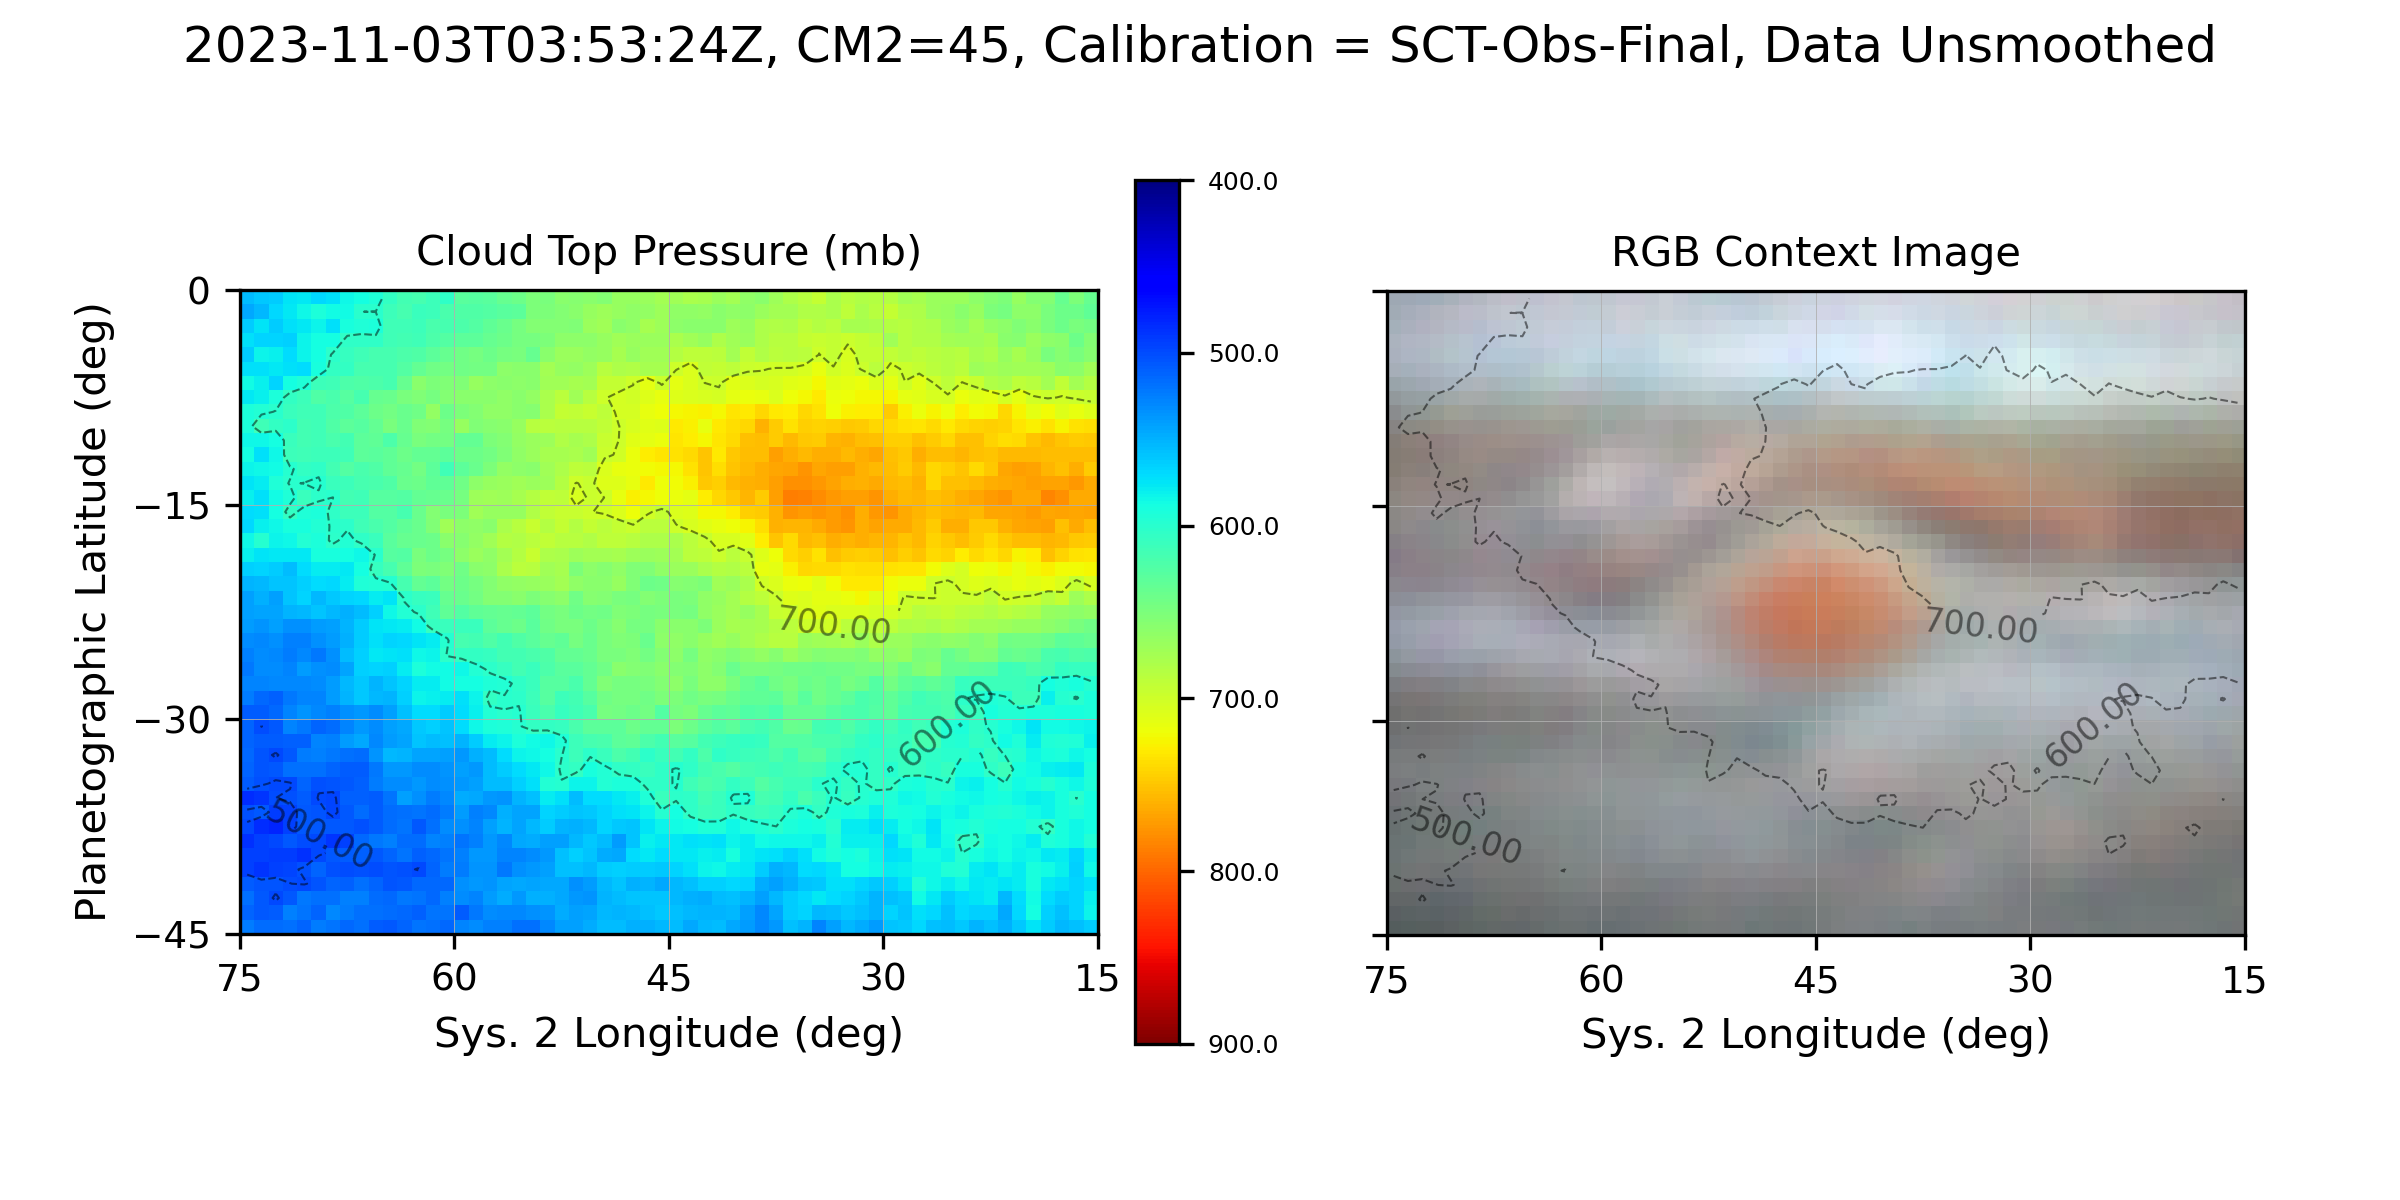 2023-11-03T03:53:24Z, CM2=45, Calibration = SCT-Obs-Final, Data Unsmoothed
Cloud Top Pressure (mb)
Planetographic Latitude (deg)
0
−15
−30
−45
75 60 45 30 15
Sys. 2 Longitude (deg)
700.00
600.00
500.00
400.0
500.0
600.0
700.0
800.0
900.0
RGB Context Image
700.00
600.00
500.00
75 60 45 30 15
Sys. 2 Longitude (deg)